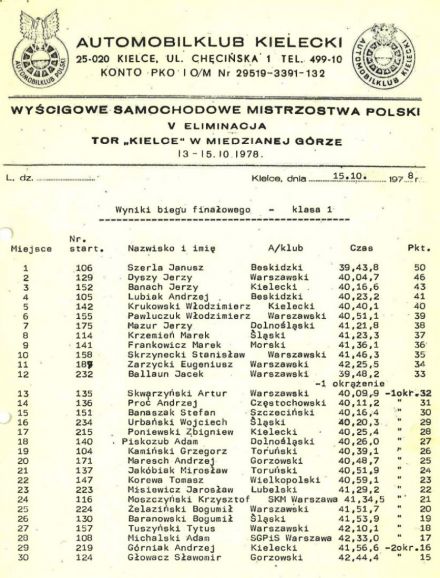 AUTOMOBILKLUB KIELECKI
25-020 KIELCE, UL. CHĘCIŃSKA 1 TEL. 499-10
KONTO PKO I O/M Nr 29519-3391-132
WYŚCIGOWE SAMOCHODOWE MISTRZOSTWA POLSKI
V ELIMINACJA
TOR „KIELCE" W MIEDZIANEJ GÓRZE
13-15.10.1978.
L. dz. Kielce, dnia 15.10. 1978r.
Wyniki biegu finałowego - klasa 1
Miejsce Nr. start. Nazwisko i imię A/klub Czas Pkt.
1 106 Szerla Janusz Beskidzki 39,43,8 50
2 129 Dyszy Jerzy Warszawski 40,04,7 46
3 152 Banach Jerzy Kielecki 40,16,6 43
4 105 Lubiak Andrzej Beskidzki 40,23,2 41
5 142 Krukowski Włodzimierz Kielecki 40,40,1 40
6 155 Pawluczuk Włodzimierz Warszawski 40,51,1 39
7 175 Mazur Jerzy Dolnośląski 41,21,8 38
8 114 Krzemień Marek Śląski 41,23,3 37
9 141 Frankowicz Marek Morski 41,36,1 36
10 158 Skrzynecki Stanisław Warszawski 41,46,3 35
11 187 Zarzycki Eugeniusz Warszawski 42,25,5 34
12 232 Ballaun Jacek Warszawski 39,48,2 33
-1 okrążenie
13 135 Skwarzyński Artur Warszawski 40,09,9 -1okr.32
14 136 Proć Andrzej Częstochowski 40,11,2 " 31
15 151 Banaszak Stefan Szczeciński 40,16,4 " 30
16 234 Urbański Wojciech Śląski 40,20,3 " 29
17 215 Poniewski Zbigniew Kielecki 40,25,4 " 28
18 140 Piskozub Adam Dolnośląski 40,26,0 " 27
19 104 Kamiński Grzegorz Toruński 40,39,1 " 26
20 171 Maresch Andrzej Gorzowski 40,48,7 " 25
21 137 Jakóbiak Mirosław Toruński 40,51,9 " 24
22 147 Korewa Tomasz Wielkopolski 40,59,1 " 23
23 223 Misiewicz Jarosław Lubelski 41,29,2 " 22
24 116 Moszczyński Krzysztof SKM Warszawa 41,34,5 " 21
25 224 Żelaziński Bogumił Warszawski 41,51,7 " 20
26 130 Baranowski Bogumił Śląski 41,53,9 " 19
27 157 Tuszyński Tytus Warszawski 42,10,1 " 18
28 108 Michalski Adam SGPiS Warszawa 42,33,0 " 17
29 219 Górniak Andrzej Kielecki 41,56,6 -2okr.16
30 124 Głowacz Sławomir Gorzowski 42,44,4 " 15